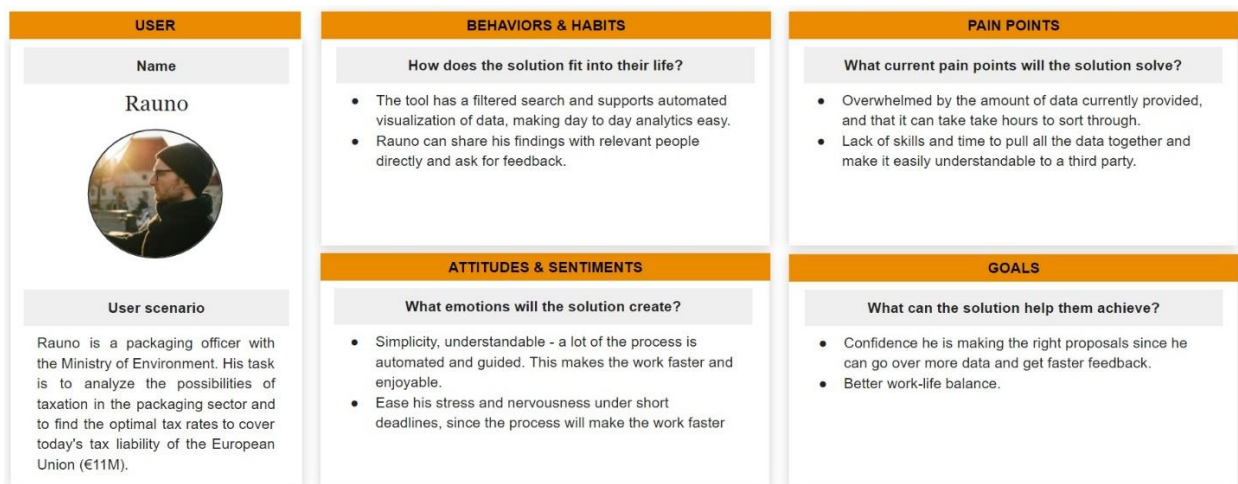 USER
Name
Rauno
User scenario
Rauno is a packaging officer with
the Ministry of Environment. His task
is to analyze the possibilities of
taxation in the packaging sector and
to find the optimal tax rates to cover
today's tax liability of the European
Union (€11M).
BEHAVIORS & HABITS
How does the solution fit into their life?
● The tool has a filtered search and supports automated
visualization of data, making day to day analytics easy.
● Rauno can share his findings with relevant people
directly and ask for feedback.
PAIN POINTS
What current pain points will the solution solve?
● Overwhelmed by the amount of data currently provided,
and that it can take take hours to sort through.
● Lack of skills and time to pull all the data together and
make it easily understandable to a third party.
ATTITUDES & SENTIMENTS
What emotions will the solution create?
● Simplicity, understandable - a lot of the process is
automated and guided. This makes the work faster and
enjoyable.
● Ease his stress and nervousness under short
deadlines, since the process will make the work faster
GOALS
What can the solution help them achieve?
● Confidence he is making the right proposals since he
can go over more data and get faster feedback.
● Better work-life balance.